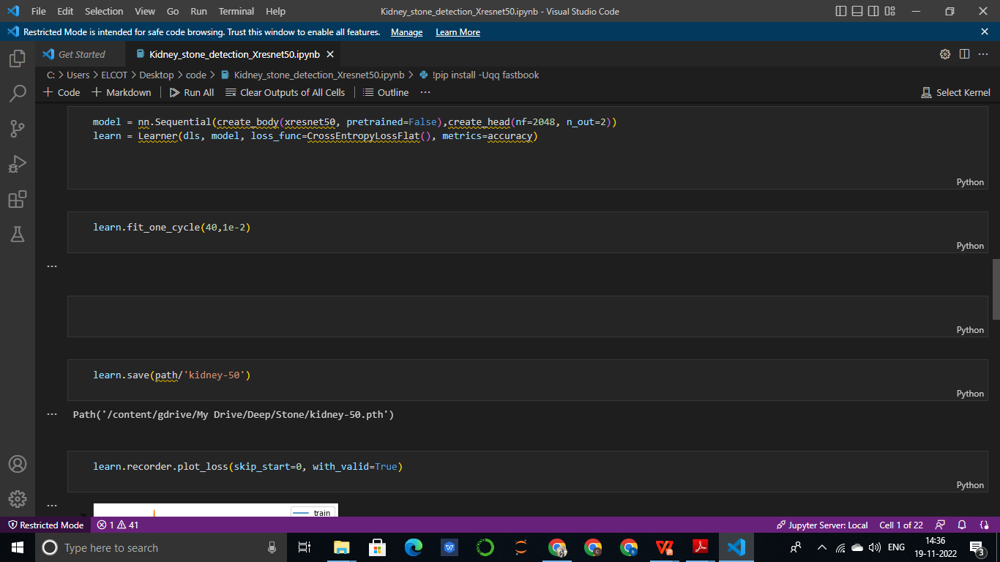 File Edit Selection View Go Run Terminal Help Kidney_stone_detection_Xresnet50.ipynb - Visual Studio Code
Restricted Mode is intended for safe code browsing. Trust this window to enable all features. Manage Learn More
Get Started Kidney_stone_detection_Xresnet50.ipynb
C: > Users > ELCOT > Desktop > code > Kidney_stone_detection_Xresnet50.ipynb > !pip install -Uqq fastbook
+ Code + Markdown Run All Clear Outputs of All Cells Outline ... Select Kernel
model = nn.Sequential(create_body(xresnet50, pretrained=False),create_head(nf=2048, n_out=2))
learn = Learner(dls, model, loss_func=CrossEntropyLossFlat(), metrics=accuracy)
Python
learn.fit_one_cycle(40,1e-2)
Python
...
Python
learn.save(path/'kidney-50')
Python
... Path('/content/gdrive/My Drive/Deep/Stone/kidney-50.pth')
learn.recorder.plot_loss(skip_start=0, with_valid=True)
Python
...
train
Restricted Mode 1 41 Jupyter Server: Local Cell 1 of 22
Type here to search ENG 14:36
19-11-2022 3